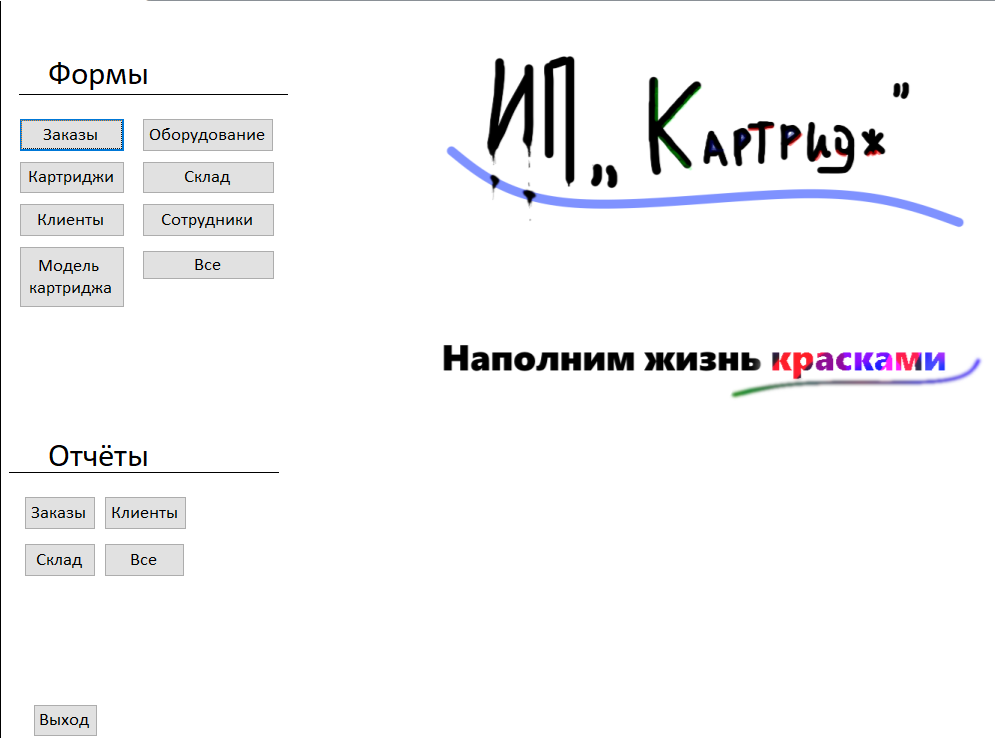 Формы
Заказы
Оборудование
Картриджи
Склад
Клиенты
Сотрудники
Модель
картриджа
Все
ИП „Картридж"
Наполним жизнь красками
Отчёты
Заказы
Клиенты
Склад
Все
Выход